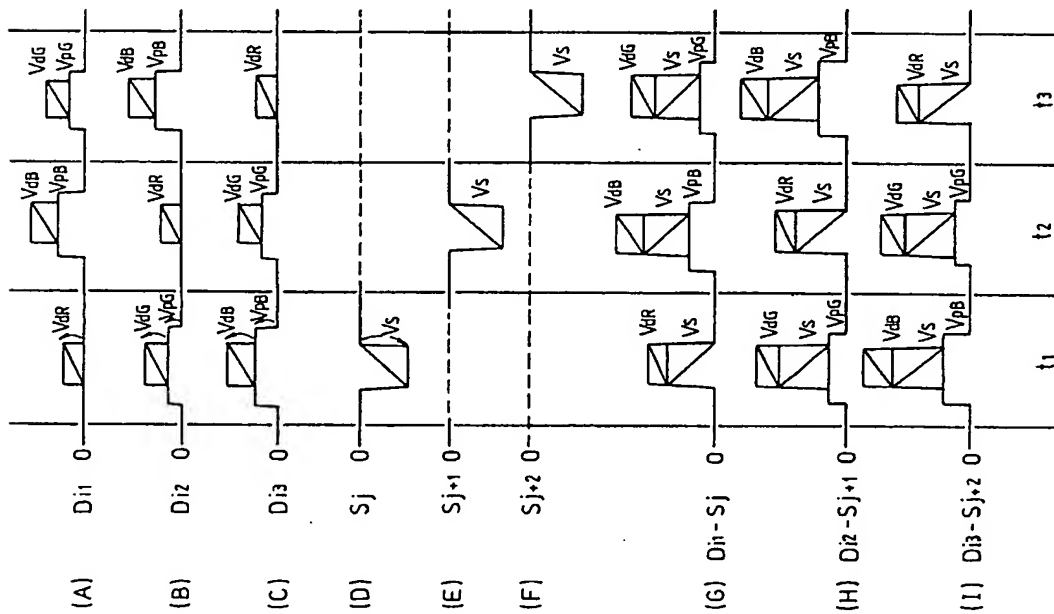 (A) Di1 0 VdR VdB VpB VdG VpG
(B) Di2 0 VdG VpG VdR VdB VpB
(C) Di3 0 VdB VpB VdG VpG VdR
(D) Sj 0 Vs
(E) Sj+1 0 Vs
(F) Sj+2 0 Vs
(G) Di1-Sj 0 VdR Vs VdB Vs VpB VdG Vs VpG
(H) Di2-Sj+1 0 VdG Vs VpG VdR Vs VdB Vs VpB
(I) Di3-Sj+2 0 VdB Vs VpB VdG Vs VpG VdR Vs
t1 t2 t3